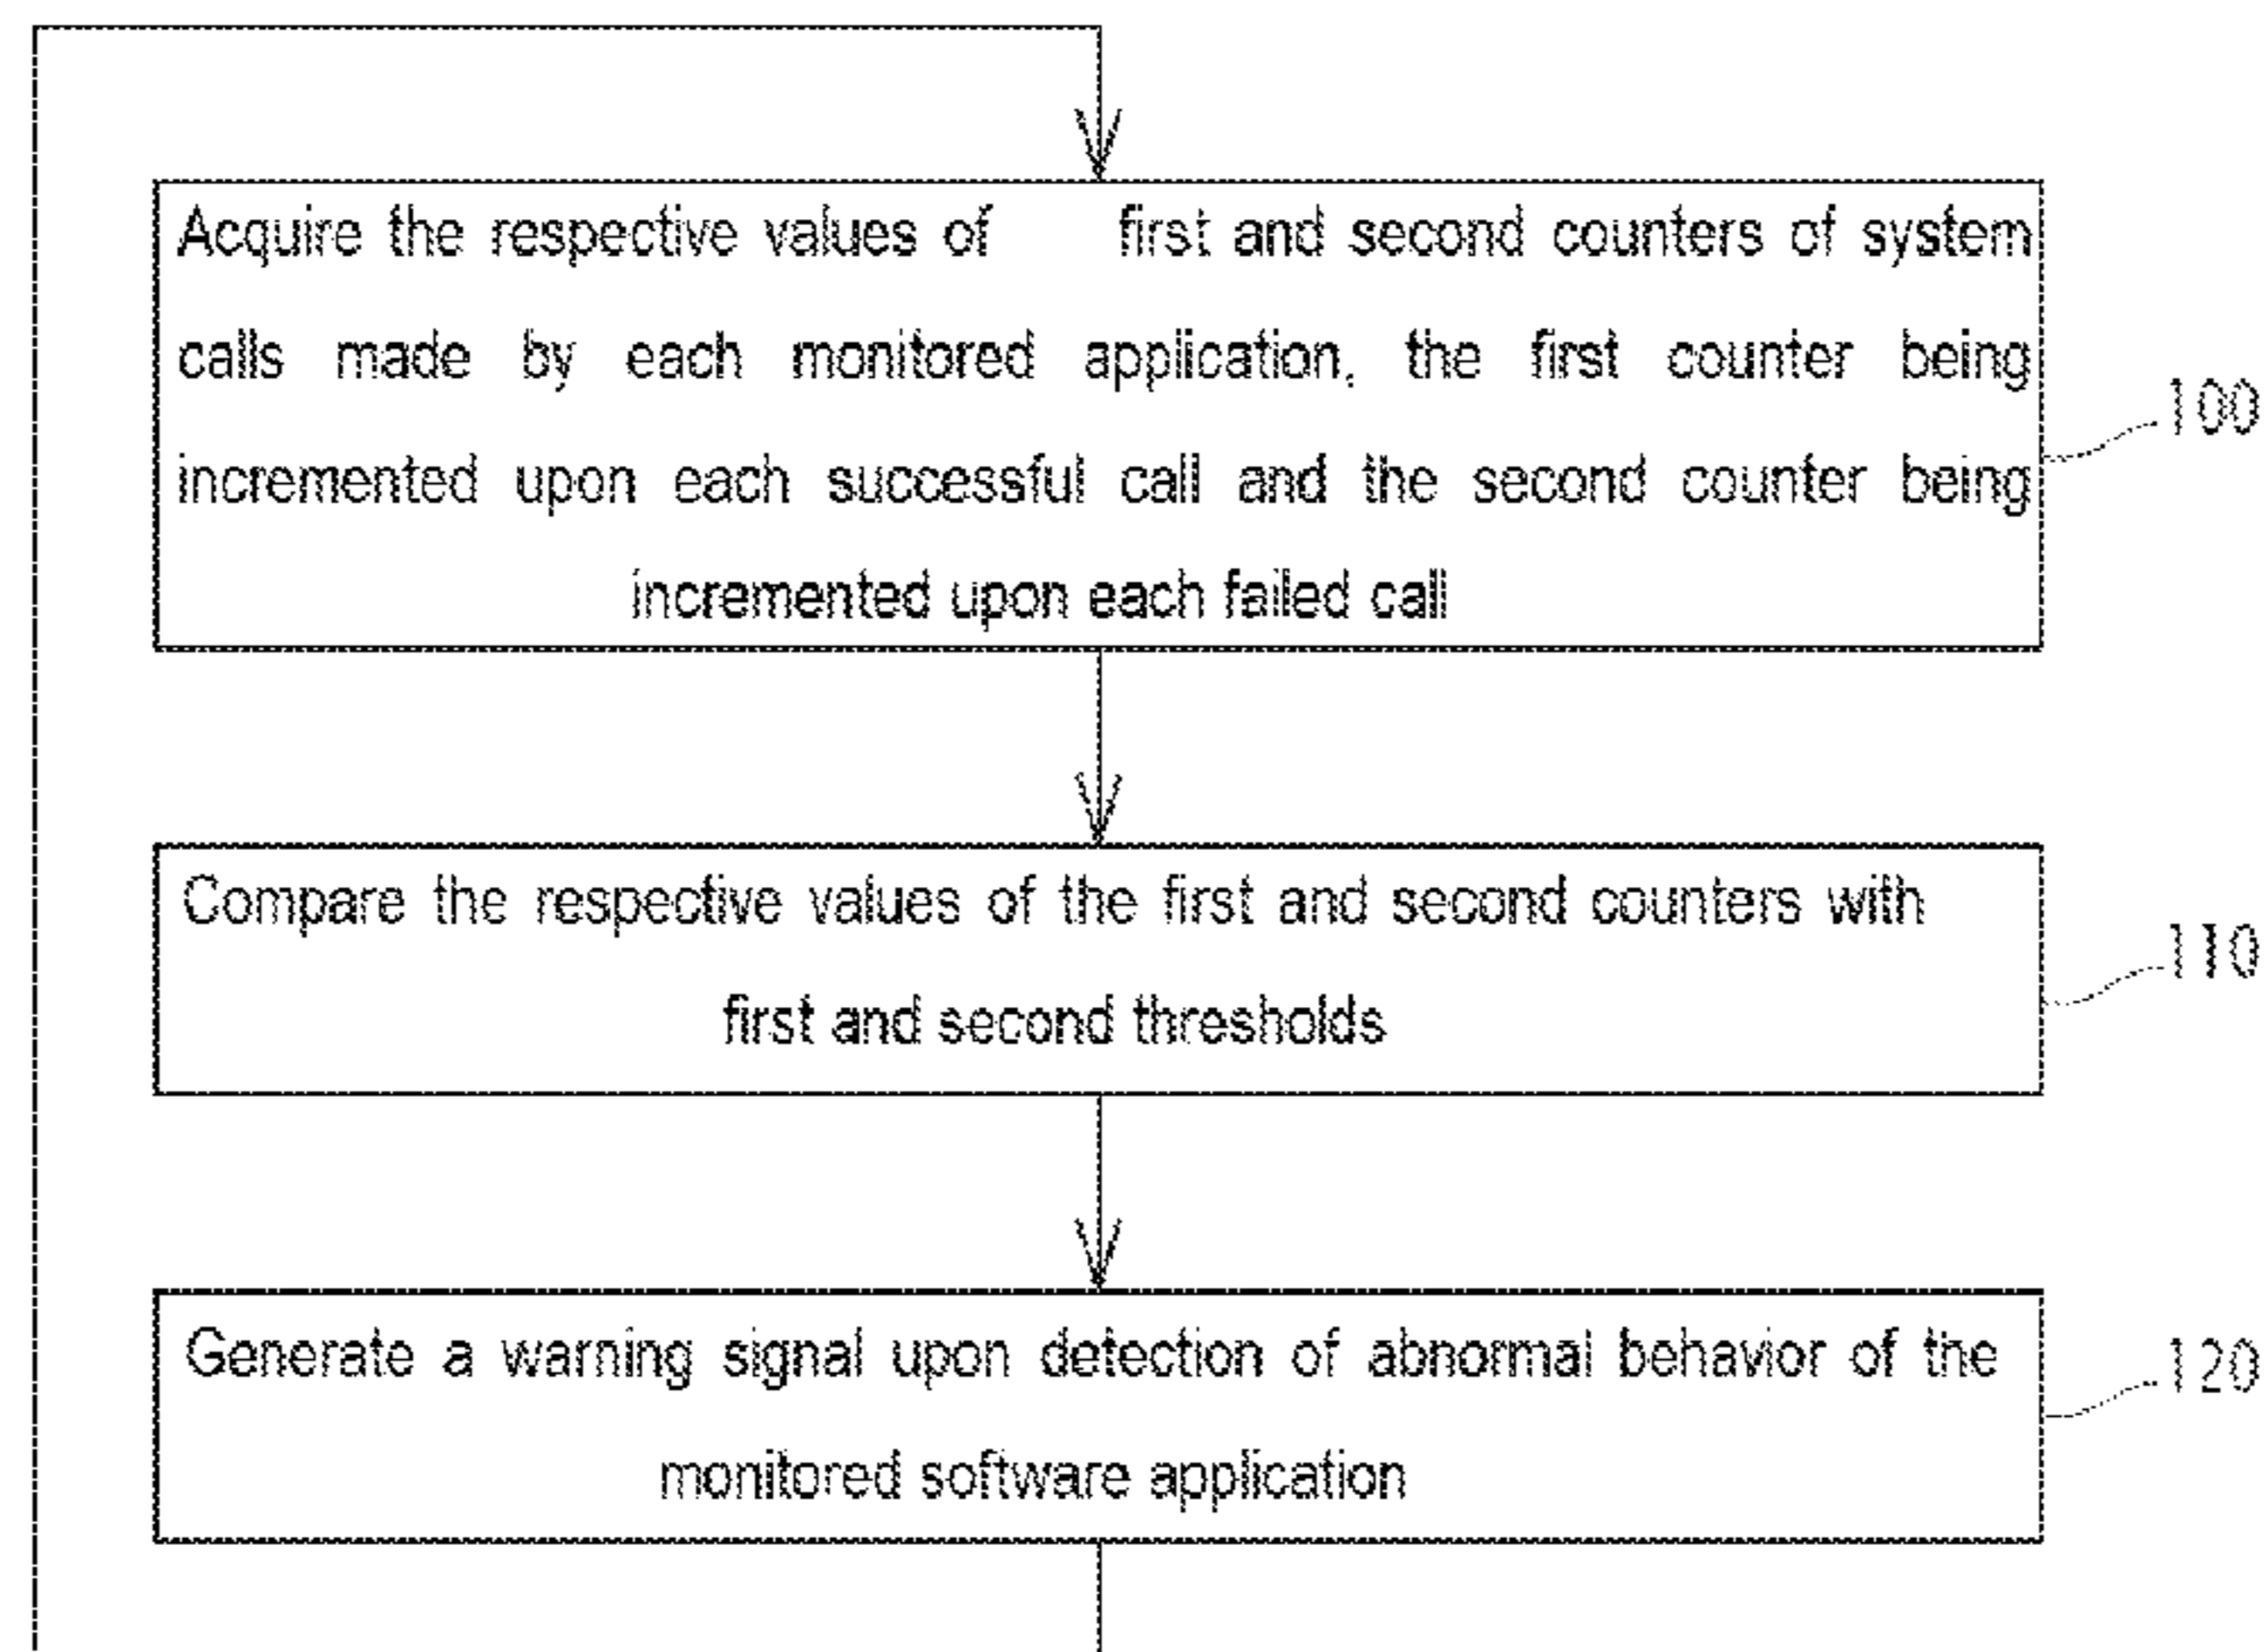 Acquire the respective values of first and second counters of system
calls made by each monitored application, the first counter being
incremented upon each successful call and the second counter being
incremented upon each failed call
100
Compare the respective values of the first and second counters with
first and second thresholds
110
Generate a warning signal upon detection of abnormal behavior of the
monitored software application
120